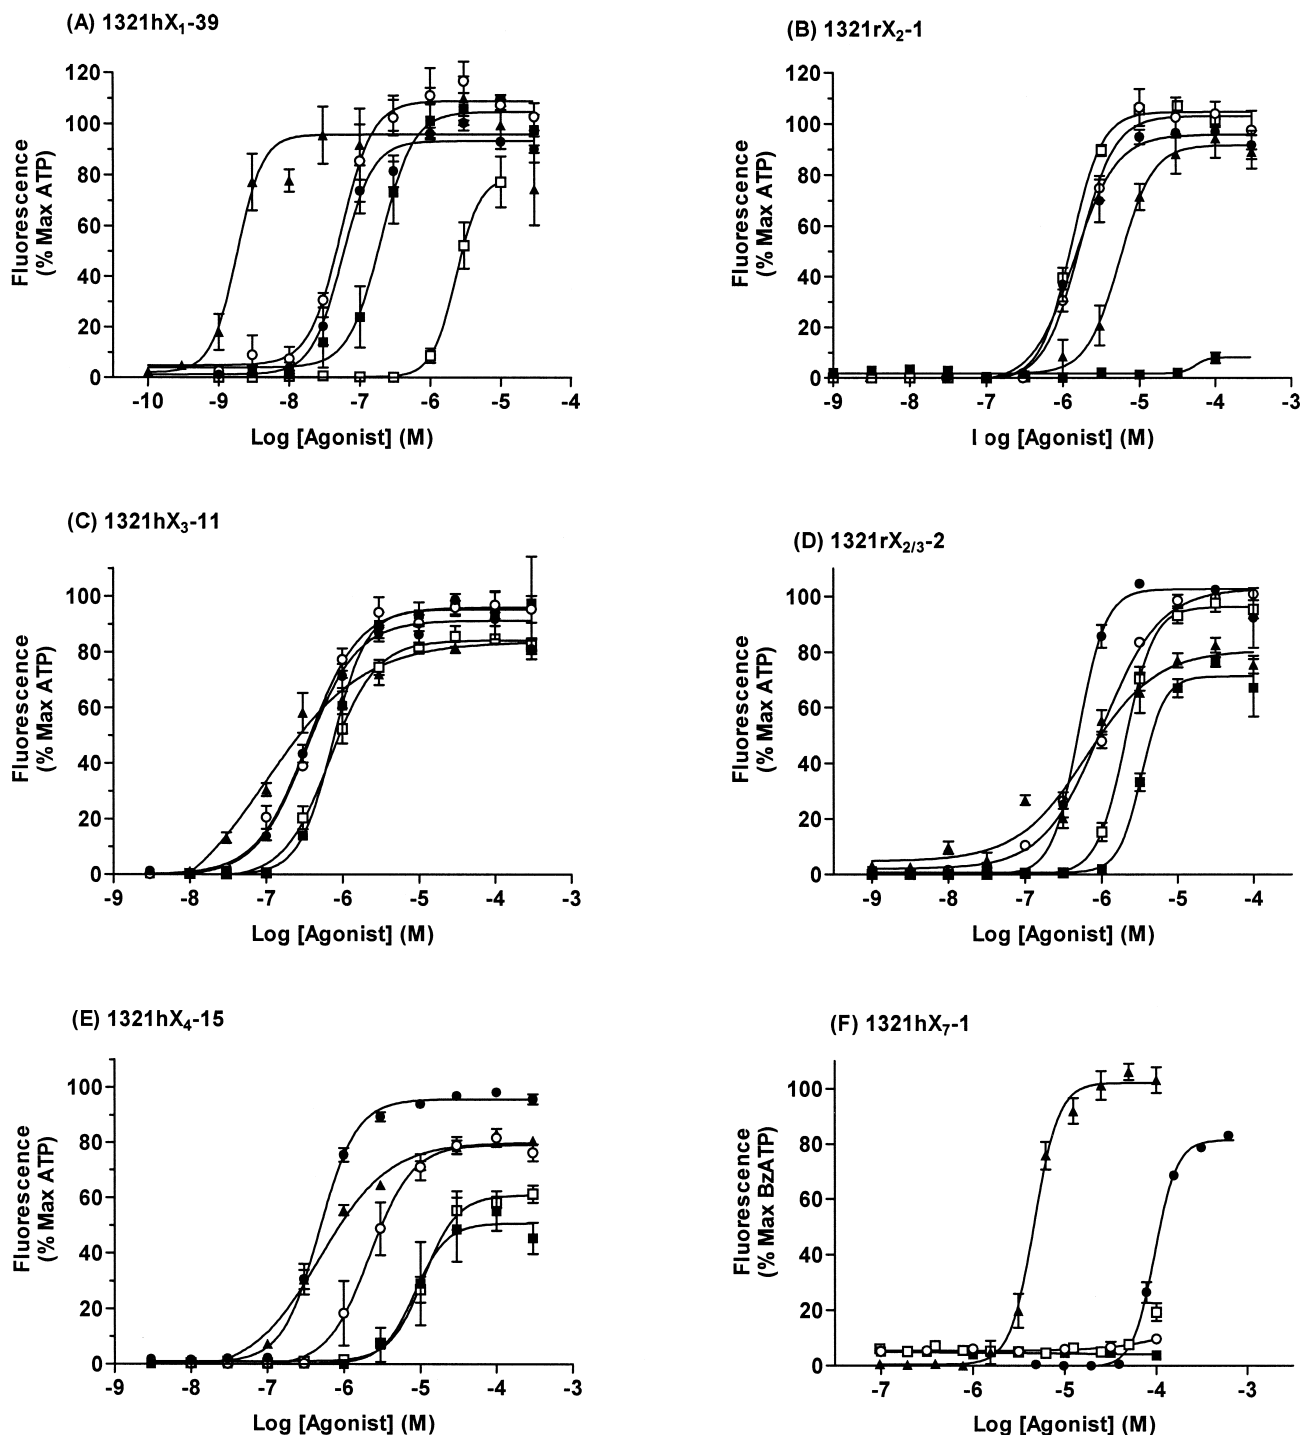 (A) 1321hX1-39
120
100
80
60
40
20
0
Fluorescence
(% Max ATP)
-10 -9 -8 -7 -6 -5 -4
Log [Agonist] (M)
(B) 1321rX2-1
120
100
80
60
40
20
0
Fluorescence
(% Max ATP)
-9 -8 -7 -6 -5 -4 -3
l og [Agonist] (M)
(C) 1321hX3-11
100
80
60
40
20
0
Fluorescence
(% Max ATP)
-9 -8 -7 -6 -5 -4 -3
Log [Agonist] (M)
(D) 1321rX2/3-2
100
80
60
40
20
0
Fluorescence
(% Max ATP)
-9 -8 -7 -6 -5 -4
Log [Agonist] (M)
(E) 1321hX4-15
100
80
60
40
20
0
Fluorescence
(% Max ATP)
-9 -8 -7 -6 -5 -4 -3
Log [Agonist] (M)
(F) 1321hX7-1
100
80
60
40
20
0
Fluorescence
(% Max BzATP)
-7 -6 -5 -4 -3
Log [Agonist] (M)